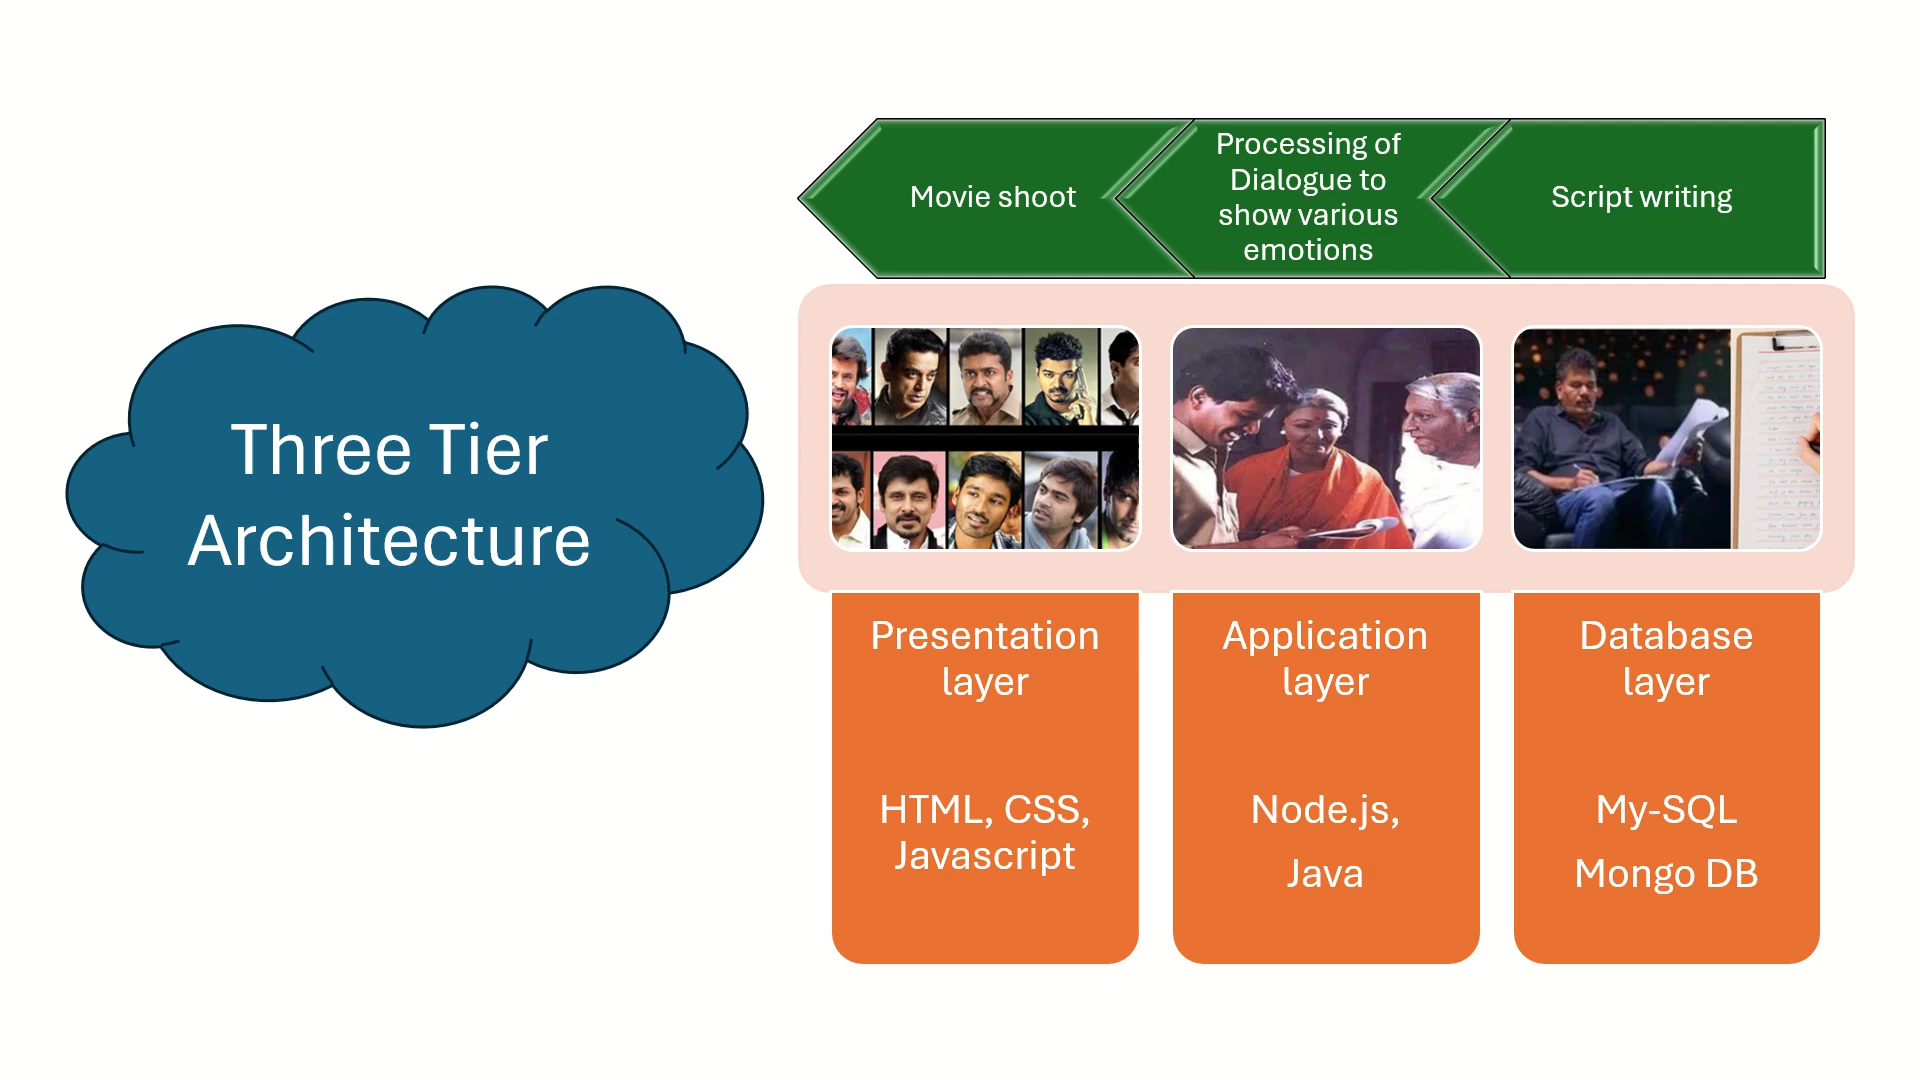 Three Tier
Architecture
Movie shoot
Processing of
Dialogue to
show various
emotions
Script writing
Presentation
layer
HTML, CSS,
Javascript
Application
layer
Node.js,
Java
Database
layer
My-SQL
Mongo DB